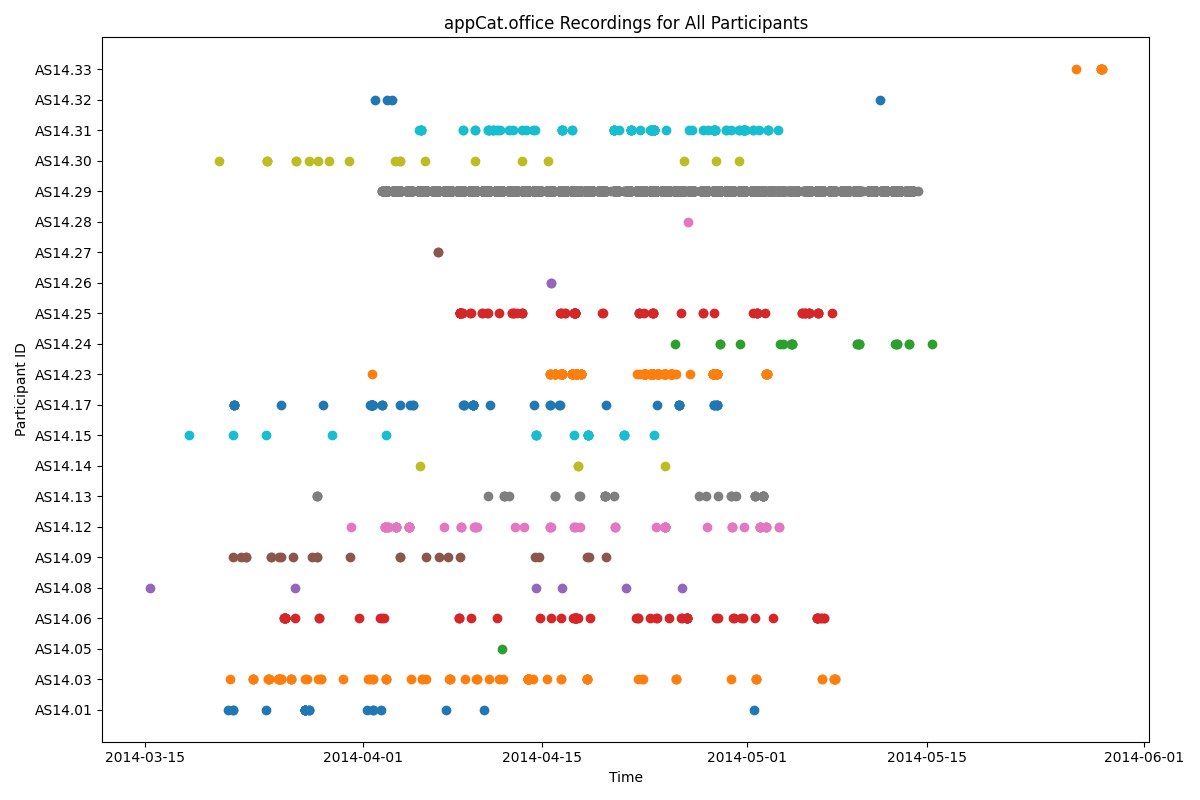 appCat.office Recordings for All Participants
Participant ID
AS14.33
AS14.32
AS14.31
AS14.30
AS14.29
AS14.28
AS14.27
AS14.26
AS14.25
AS14.24
AS14.23
AS14.17
AS14.15
AS14.14
AS14.13
AS14.12
AS14.09
AS14.08
AS14.06
AS14.05
AS14.03
AS14.01
2014-03-15 2014-04-01 2014-04-15 2014-05-01 2014-05-15 2014-06-01
Time